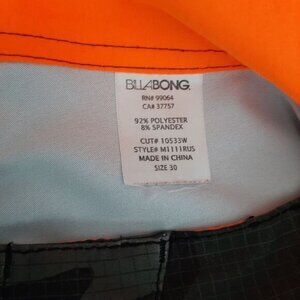 BILLABONG
RN# 99064
CA# 37757
92% POLYESTER
8% SPANDEX
CUT# 10533W
STYLE# M1111RUS
MADE IN CHINA
SIZE 30